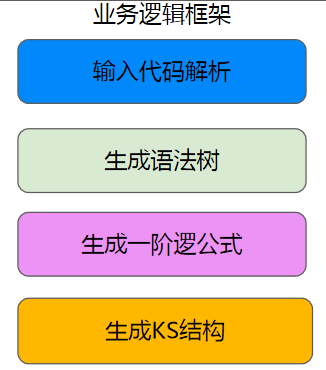 业务逻辑框架
输入代码解析
生成语法树
生成一阶逻公式
生成KS结构